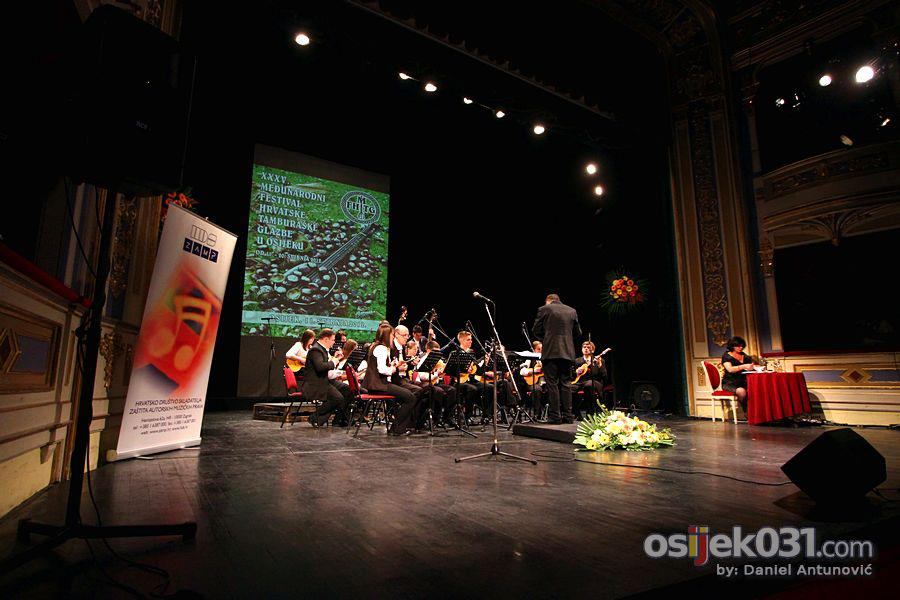 XXXV.
MEĐUNARODNI
FESTIVAL
HRVATSKE
TAMBURAŠKE
GLAZBE
U OSIJEKU
ZAMP
HRVATSKO DRUŠTVO SKLADATELJA
ZAŠTITA AUTORSKIH MUZIČKIH PRAVA
osijek031.com
by: Daniel Antunović